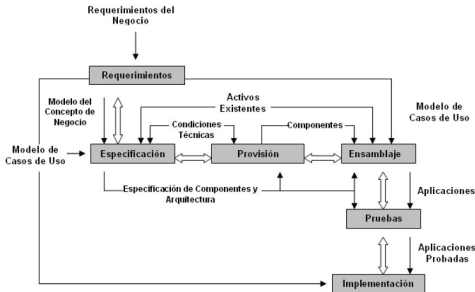 Requerimientos del
Negocio
Requerimientos
Modelo del
Concepto de
Negocio
Activos
Existentes
Modelo de
Casos de Uso
Condiciones
Técnicas
Componentes
Modelo de
Casos de Uso
Especificación
Provisión
Ensamblaje
Especificación de Componentes y
Arquitectura
Aplicaciones
Pruebas
Aplicaciones
Probadas
Implementación